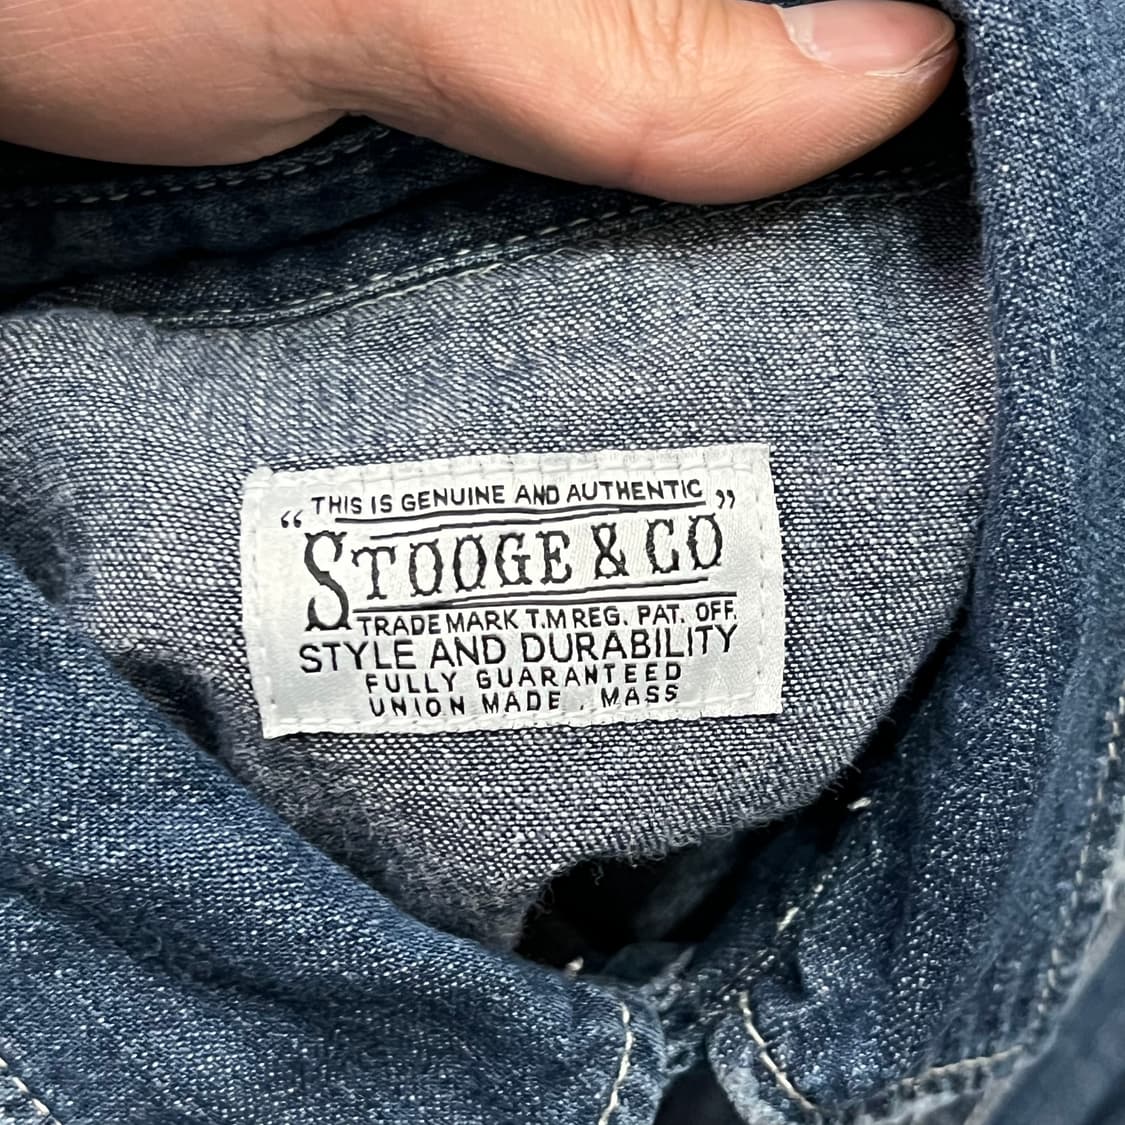 “ THIS IS GENUINE AND AUTHENTIC ”
STOOGE & CO
TRADE MARK T.M REG. PAT. OFF.
STYLE AND DURABILITY
FULLY GUARANTEED
UNION MADE . MASS